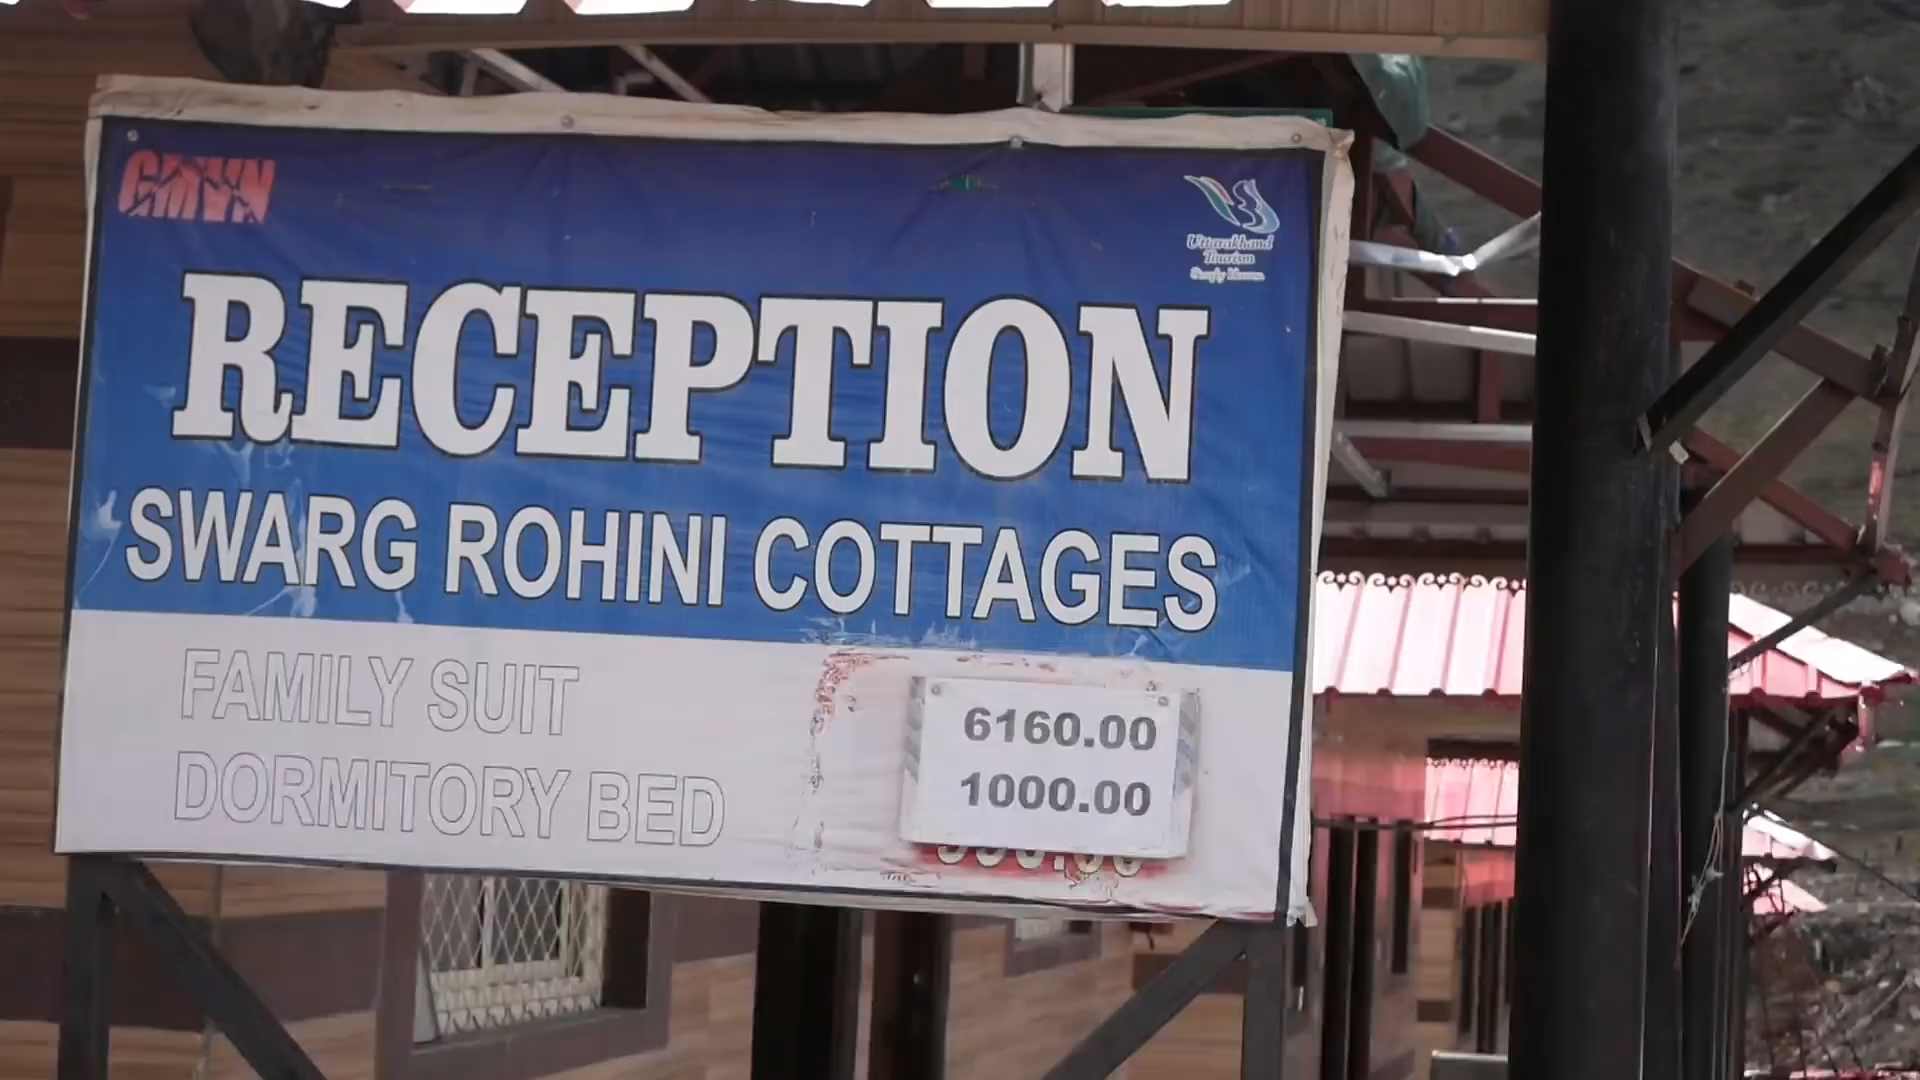 GMVN
Uttarakhand
Tourism
RECEPTION
SWARG ROHINI COTTAGES
FAMILY SUIT 6160.00
DORMITORY BED 1000.00